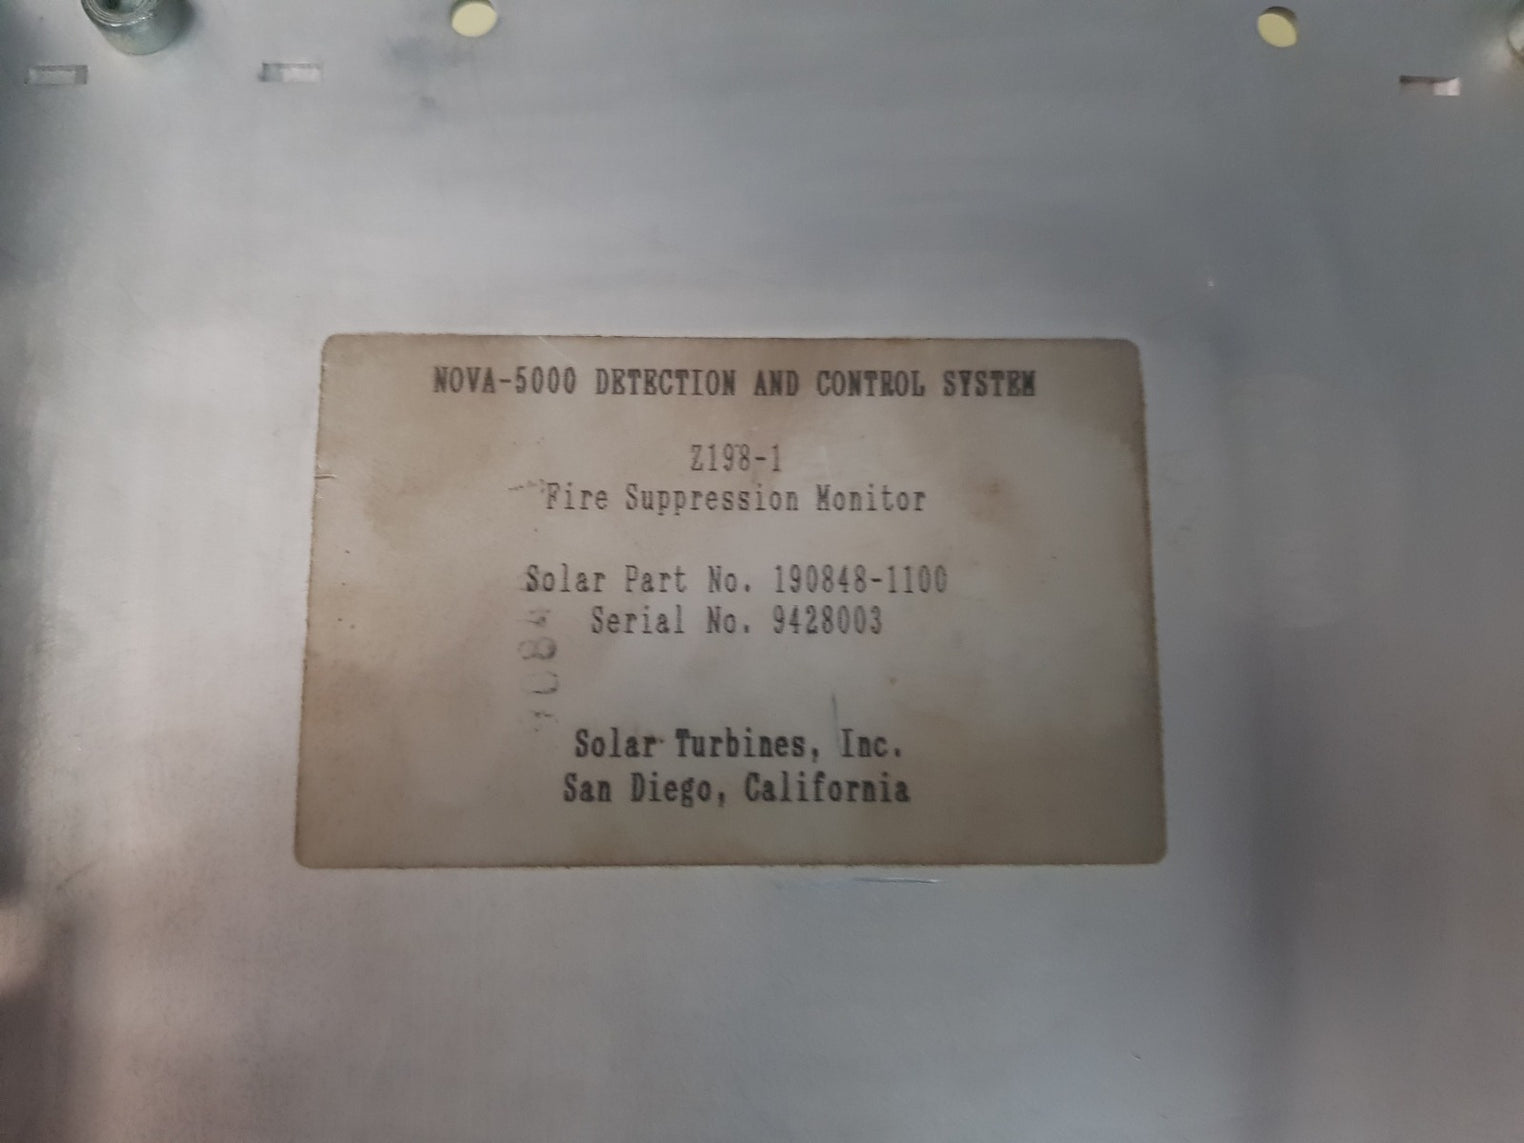 NOVA-5000 DETECTION AND CONTROL SYSTEM
Z198-1
Fire Suppression Monitor
Solar Part No. 190848-1100
Serial No. 9428003
Solar Turbines, Inc.
San Diego, California